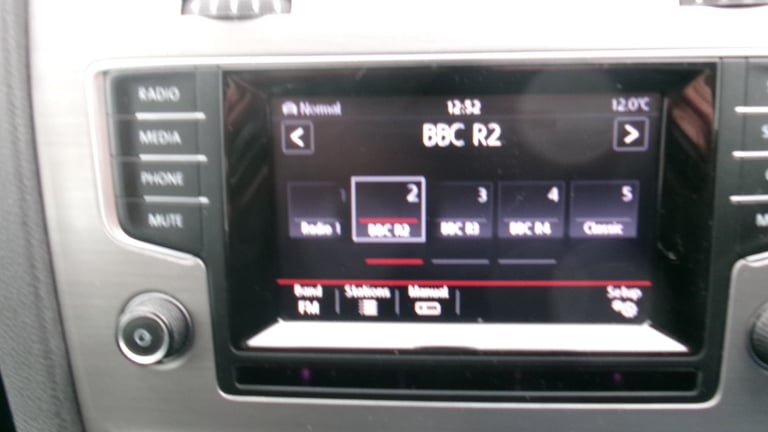 RADIO
MEDIA
PHONE
MUTE
Normal 12:52 12.0°C
< BBC R2 >
1 2 3 4 5
Radio 1 BBC R2 BBC R3 BBC R4 Classic
Band Stations Manual Setup
FM